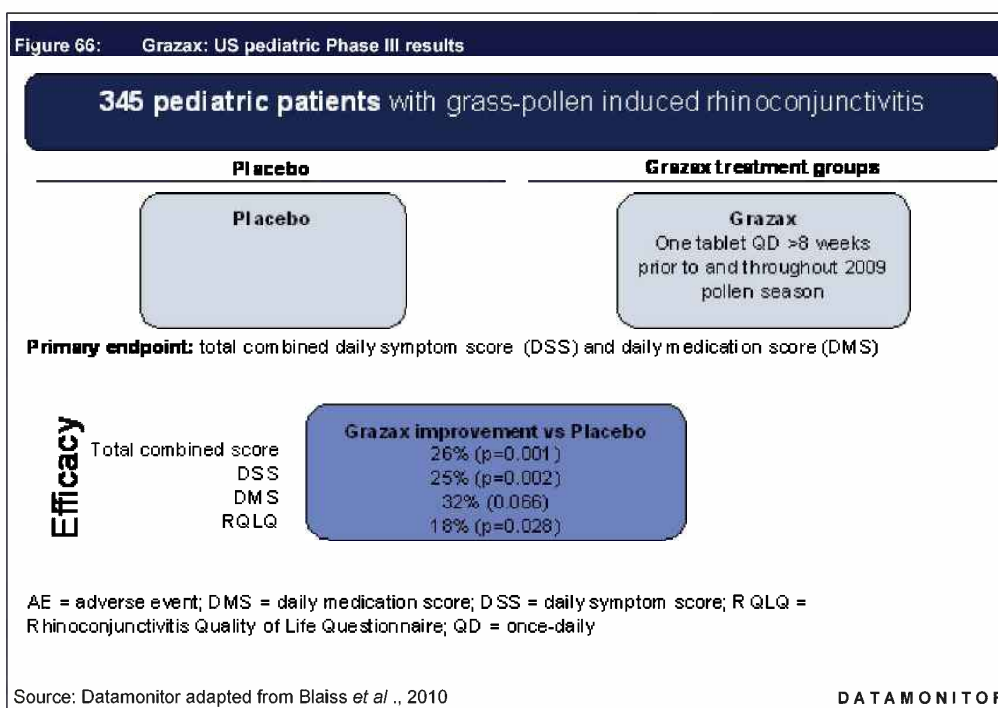 Figure 66: Grazax: US pediatric Phase III results
345 pediatric patients with grass-pollen induced rhinoconjunctivitis
Placebo
Grazax treatment groups
Placebo
Grazax
One tablet QD >8 weeks
prior to and throughout 2009
pollen season
Primary endpoint: total combined daily symptom score (DSS) and daily medication score (DMS)
Efficacy
Grazax improvement vs Placebo
Total combined score 26% (p=0.001)
DSS 25% (p=0.002)
DMS 32% (0.066)
RQLQ 18% (p=0.028)
AE = adverse event; DMS = daily medication score; DSS = daily symptom score; RQLQ =
Rhinoconjunctivitis Quality of Life Questionnaire; QD = once-daily
Source: Datamonitor adapted from Blaiss et al ., 2010
DATAMONITOR